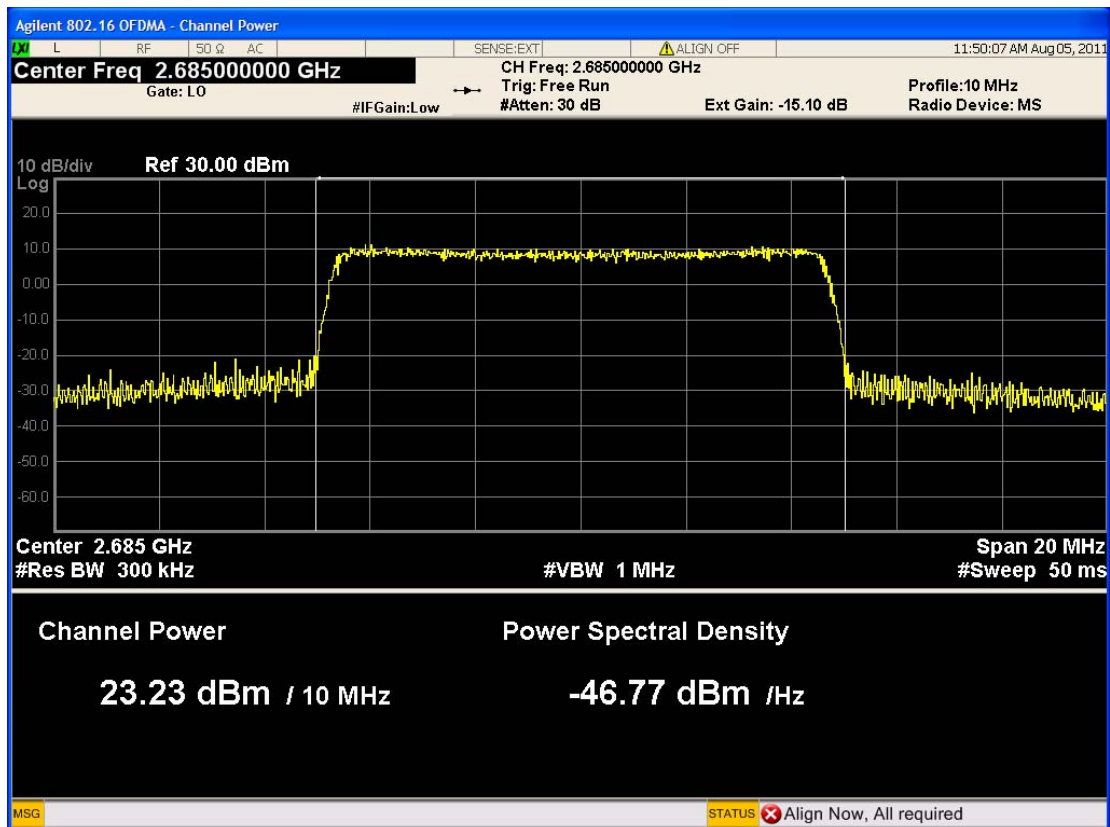 Agilent 802.16 OFDMA - Channel Power
LXI L RF 50 Ω AC SENSE:EXT ALIGN OFF 11:50:07 AM Aug 05, 2011
Center Freq 2.685000000 GHz
Gate: LO
#IFGain:Low
CH Freq: 2.685000000 GHz
Trig: Free Run
#Atten: 30 dB
Ext Gain: -15.10 dB
Profile:10 MHz
Radio Device: MS
10 dB/div Ref 30.00 dBm
Log
20.0
10.0
0.00
-10.0
-20.0
-30.0
-40.0
-50.0
-60.0
Center 2.685 GHz Span 20 MHz
#Res BW 300 kHz #VBW 1 MHz #Sweep 50 ms
Channel Power Power Spectral Density
23.23 dBm / 10 MHz -46.77 dBm /Hz
MSG STATUS Align Now, All required